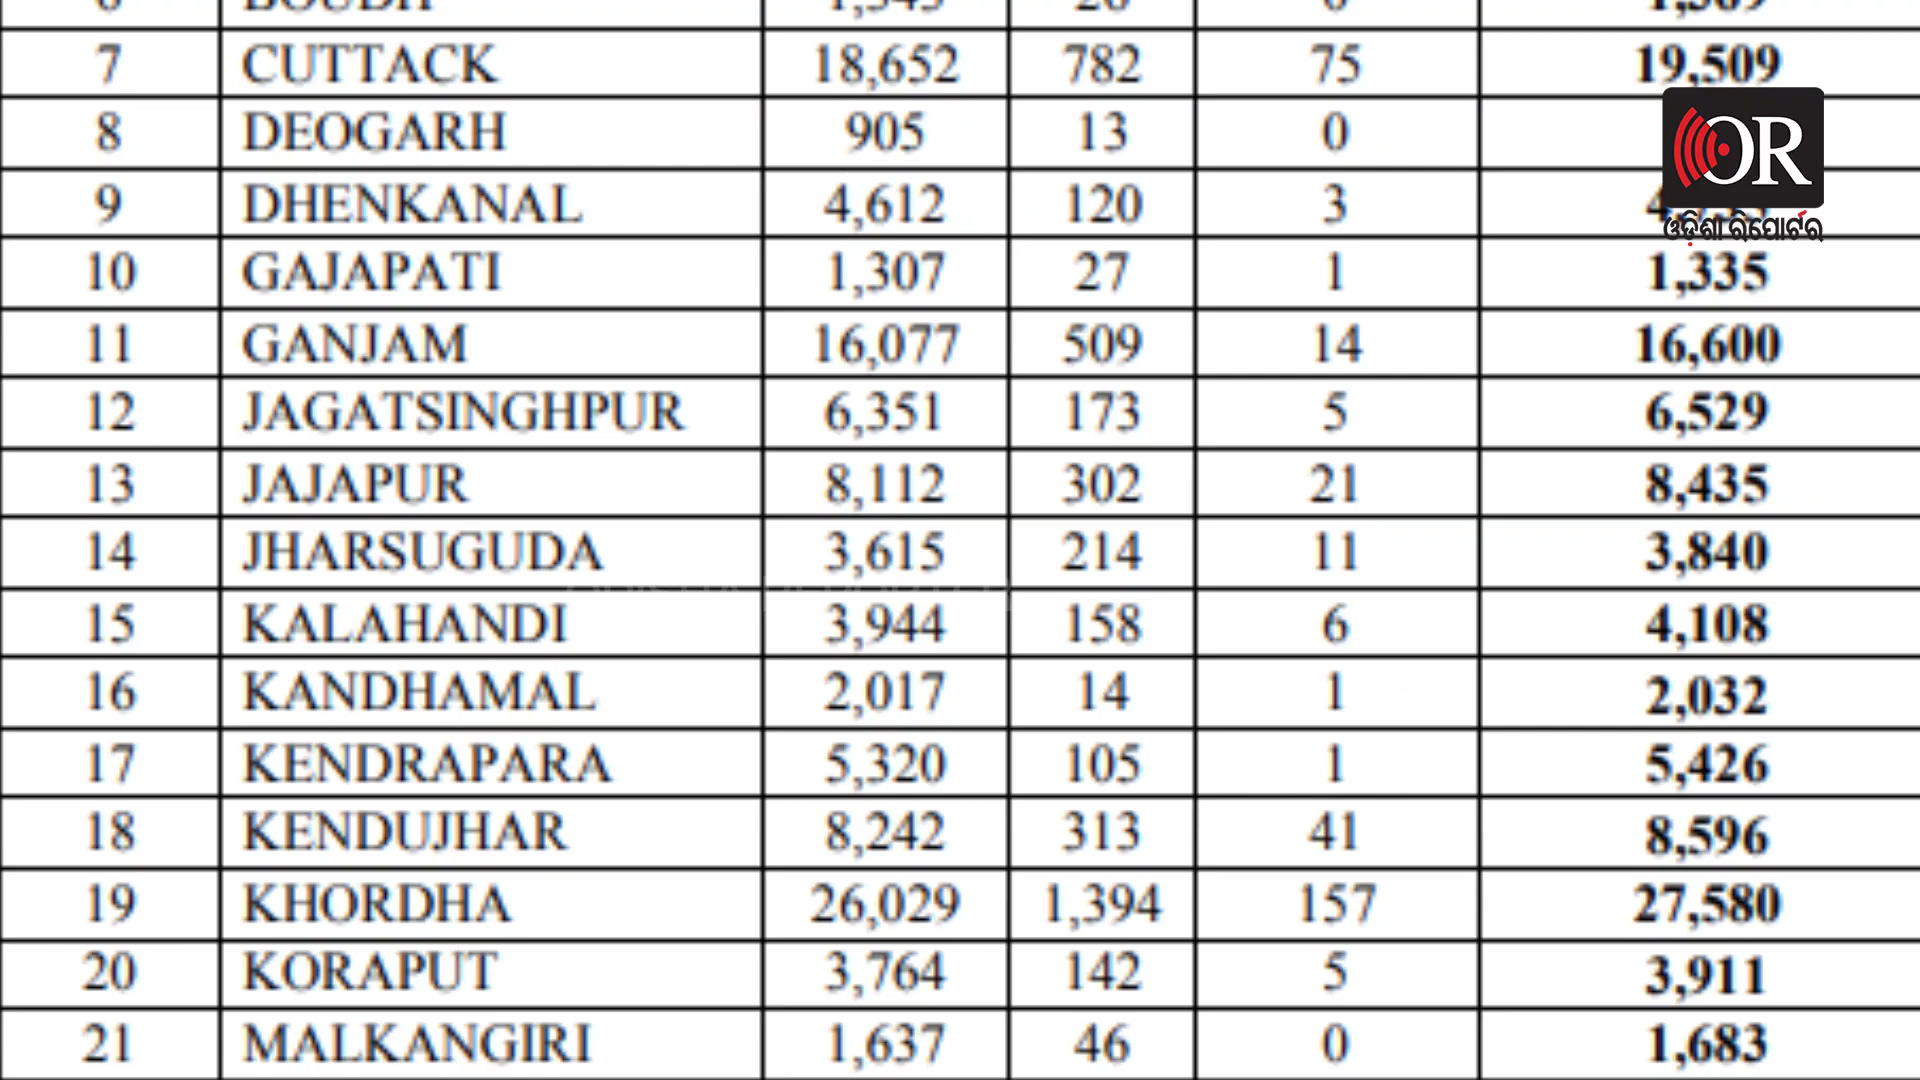 7 CUTTACK 18,652 782 75 19,509
8 DEOGARH 905 13 0
OR
9 DHENKANAL 4,612 120 3
ଓଡ଼ିଶା ରିପୋର୍ଟର
10 GAJAPATI 1,307 27 1 1,335
11 GANJAM 16,077 509 14 16,600
12 JAGATSINGHPUR 6,351 173 5 6,529
13 JAJAPUR 8,112 302 21 8,435
14 JHARSUGUDA 3,615 214 11 3,840
15 KALAHANDI 3,944 158 6 4,108
16 KANDHAMAL 2,017 14 1 2,032
17 KENDRAPARA 5,320 105 1 5,426
18 KENDUJHAR 8,242 313 41 8,596
19 KHORDHA 26,029 1,394 157 27,580
20 KORAPUT 3,764 142 5 3,911
21 MALKANGIRI 1,637 46 0 1,683